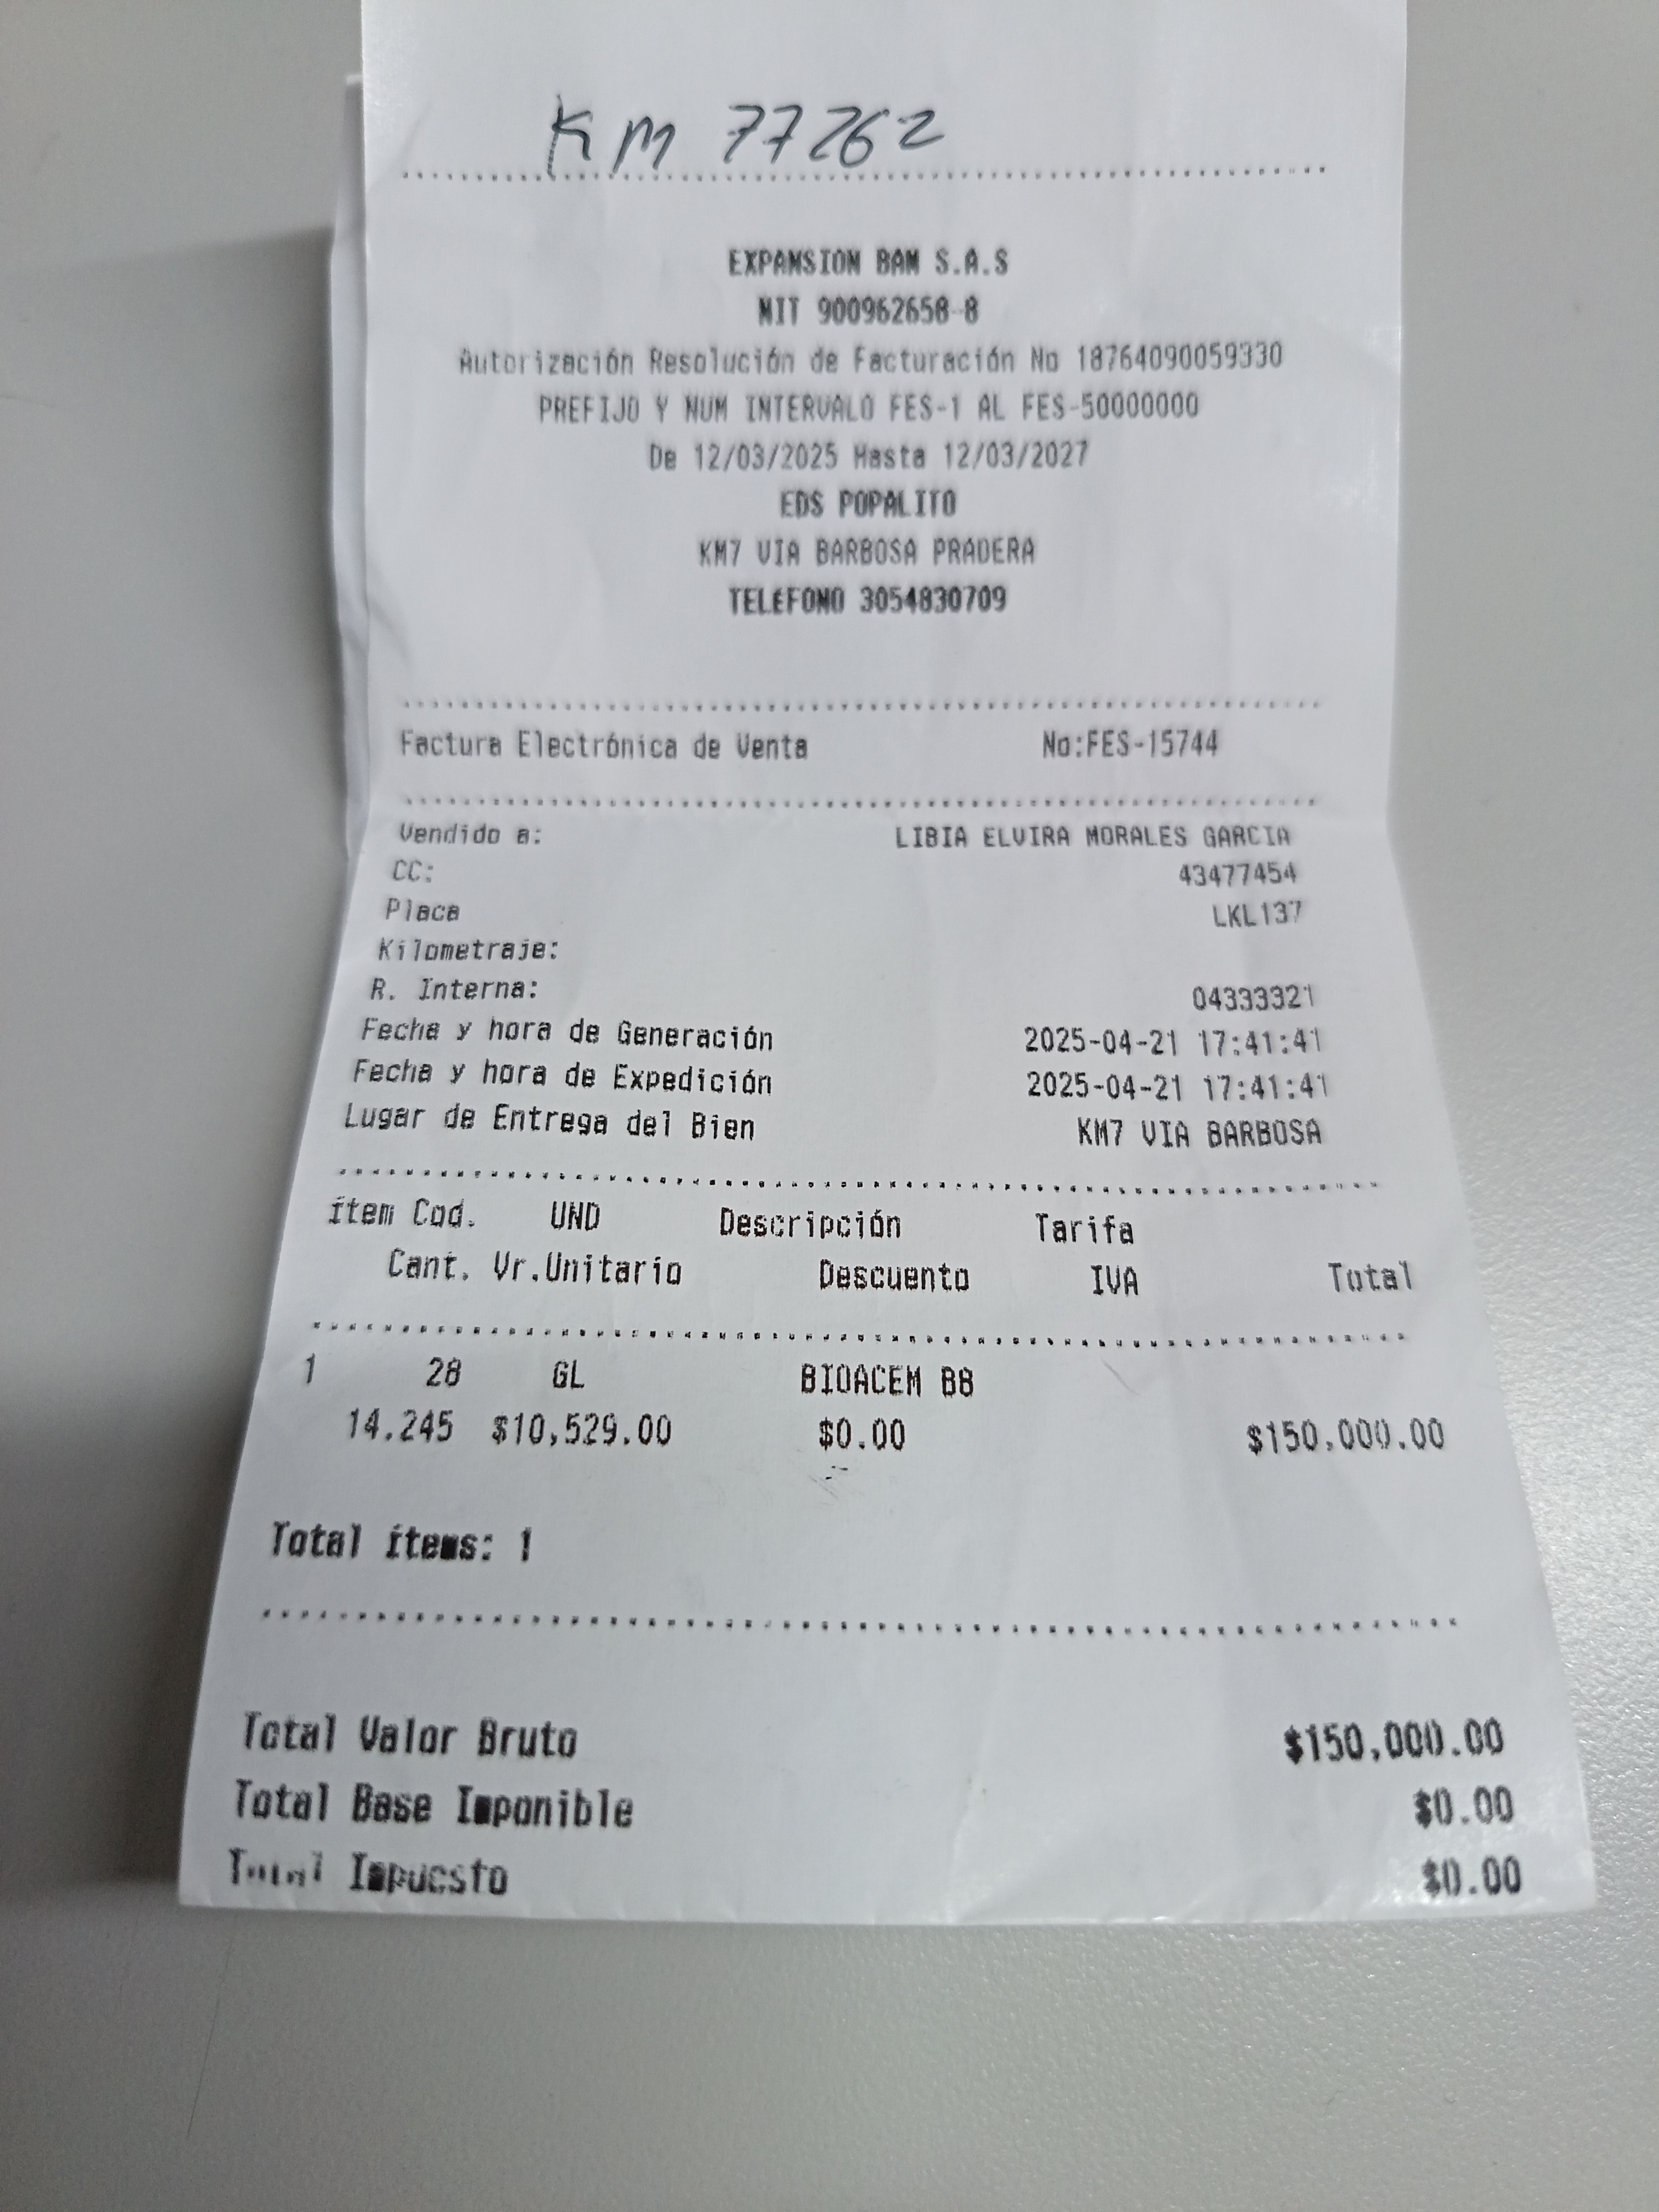 KM 77262
EXPANSION BAM S.A.S
NIT 900962658-8
Autorización Resolución de Facturación No 18764090059330
PREFIJO Y NUM INTERVALO FES-1 AL FES-50000000
De 12/03/2025 Hasta 12/03/2027
EDS POPALITO
KM7 VIA BARBOSA PRADERA
TELÉFONO 3054830709
Factura Electrónica de Venta No:FES-15744
Vendido a: LIBIA ELVIRA MORALES GARCIA
CC: 43477454
Placa LKL137
Kilometraje:
R. Interna: 04333321
Fecha y hora de Generación 2025-04-21 17:41:41
Fecha y hora de Expedición 2025-04-21 17:41:41
Lugar de Entrega del Bien KM7 VIA BARBOSA
ítem Cod. UND Descripción Tarifa
Cant. Vr.Unitario Descuento IVA Total
1 28 GL BIOACEM B8
14.245 $10,529.00 $0.00 $150,000.00
Total ítems: 1
Total Valor Bruto $150,000.00
Total Base Imponible $0.00
Total Impuesto $0.00